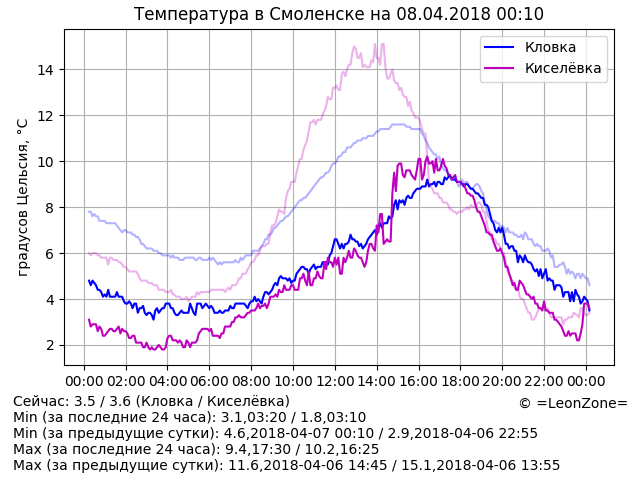 Температура в Смоленске на 08.04.2018 00:10
градусов Цельсия, °C
14
12
10
8
6
4
2
Кловка
Киселёвка
00:00 02:00 04:00 06:00 08:00 10:00 12:00 14:00 16:00 18:00 20:00 22:00 00:00
Сейчас: 3.5 / 3.6 (Кловка / Киселёвка)
© =LeonZone=
Min (за последние 24 часа): 3.1,03:20 / 1.8,03:10
Min (за предыдущие сутки): 4.6,2018-04-07 00:10 / 2.9,2018-04-06 22:55
Max (за последние 24 часа): 9.4,17:30 / 10.2,16:25
Max (за предыдущие сутки): 11.6,2018-04-06 14:45 / 15.1,2018-04-06 13:55